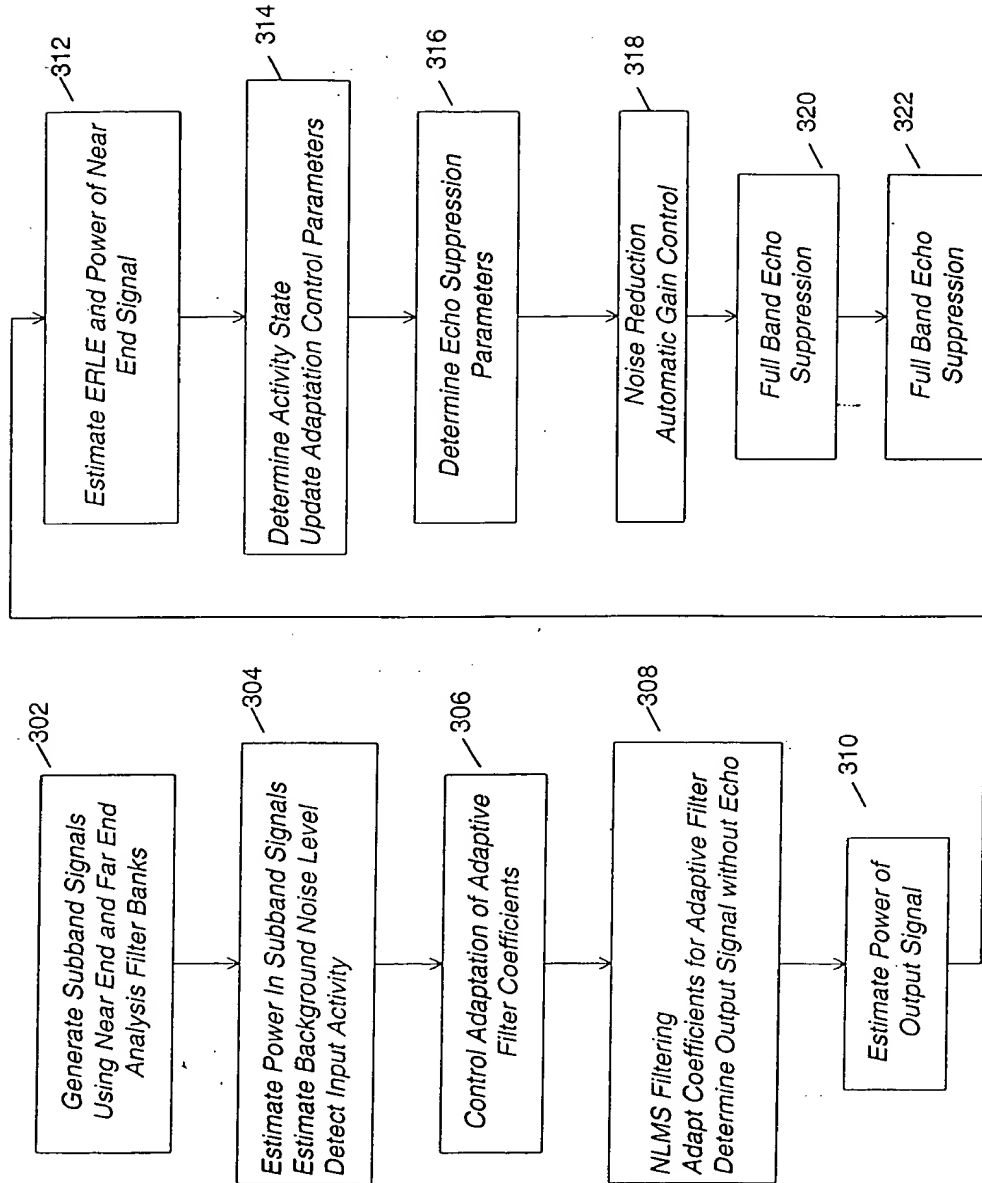 302
Generate Subband Signals
Using Near End and Far End
Analysis Filter Banks
304
Estimate Power In Subband Signals
Estimate Background Noise Level
Detect Input Activity
306
Control Adaptation of Adaptive
Filter Coefficients
308
NLMS Filtering
Adapt Coefficients for Adaptive Filter
Determine Output Signal without Echo
310
Estimate Power of
Output Signal
312
Estimate ERLE and Power of Near
End Signal
314
Determine Activity State
Update Adaptation Control Parameters
316
Determine Echo Suppression
Parameters
318
Noise Reduction
Automatic Gain Control
320
Full Band Echo
Suppression
322
Full Band Echo
Suppression